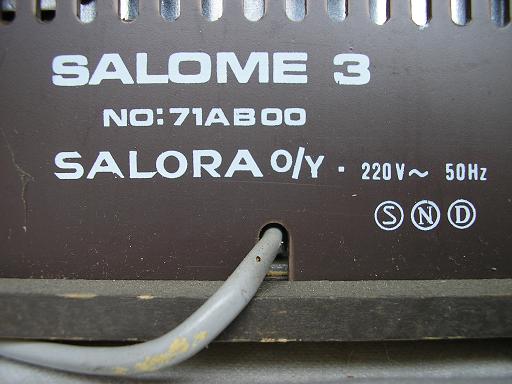 SALOME 3
NO: 71AB00
SALORA O/Y · 220V~ 50Hz
S N D